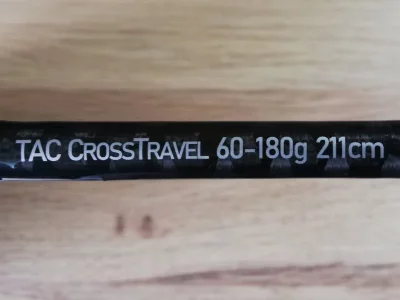 TAC CROSSTRAVEL 60-180g 211cm